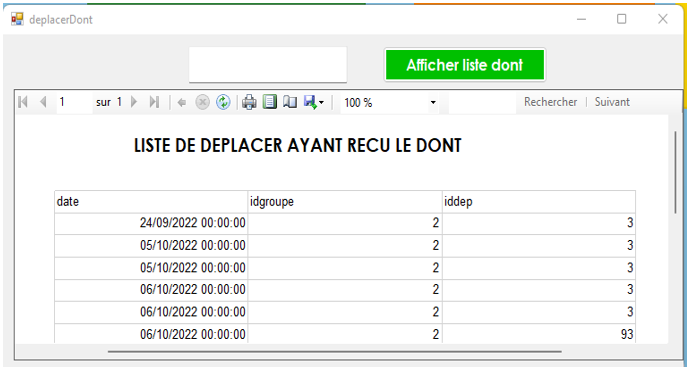 deplacerDont
Afficher liste dont
1 sur 1 100 % Rechercher | Suivant
LISTE DE DEPLACER AYANT RECU LE DONT
date idgroupe iddep
24/09/2022 00:00:00 2 3
05/10/2022 00:00:00 2 3
05/10/2022 00:00:00 2 3
06/10/2022 00:00:00 2 3
06/10/2022 00:00:00 2 3
06/10/2022 00:00:00 2 93